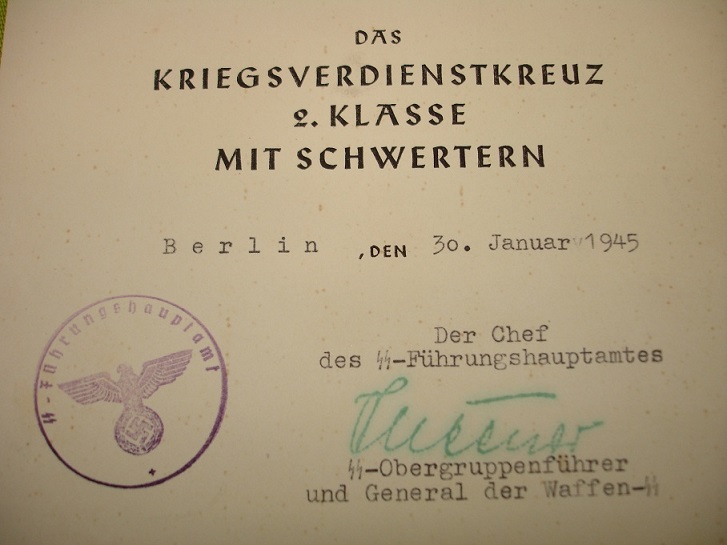 DAS
KRIEGSVERDIENSTKREUZ
2. KLASSE
MIT SCHWERTERN
Berlin , DEN 30. Januar 1945
ᛋᛋ-Führungshauptamt
Der Chef
des ᛋᛋ-Führungshauptamtes
ᛋᛋ-Obergruppenführer
und General der Waffen-ᛋᛋ